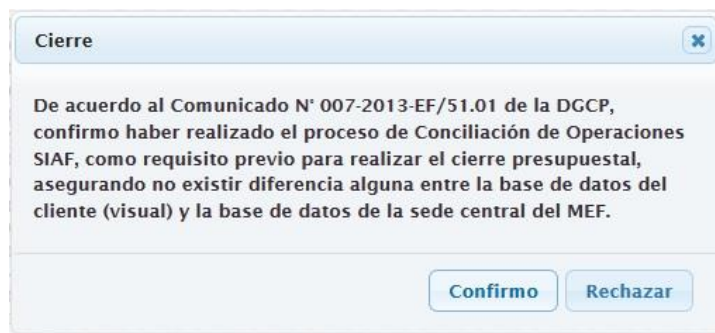 Cierre
De acuerdo al Comunicado N° 007-2013-EF/51.01 de la DGCP,
confirmo haber realizado el proceso de Conciliación de Operaciones
SIAF, como requisito previo para realizar el cierre presupuestal,
asegurando no existir diferencia alguna entre la base de datos del
cliente (visual) y la base de datos de la sede central del MEF.
Confirmo Rechazar